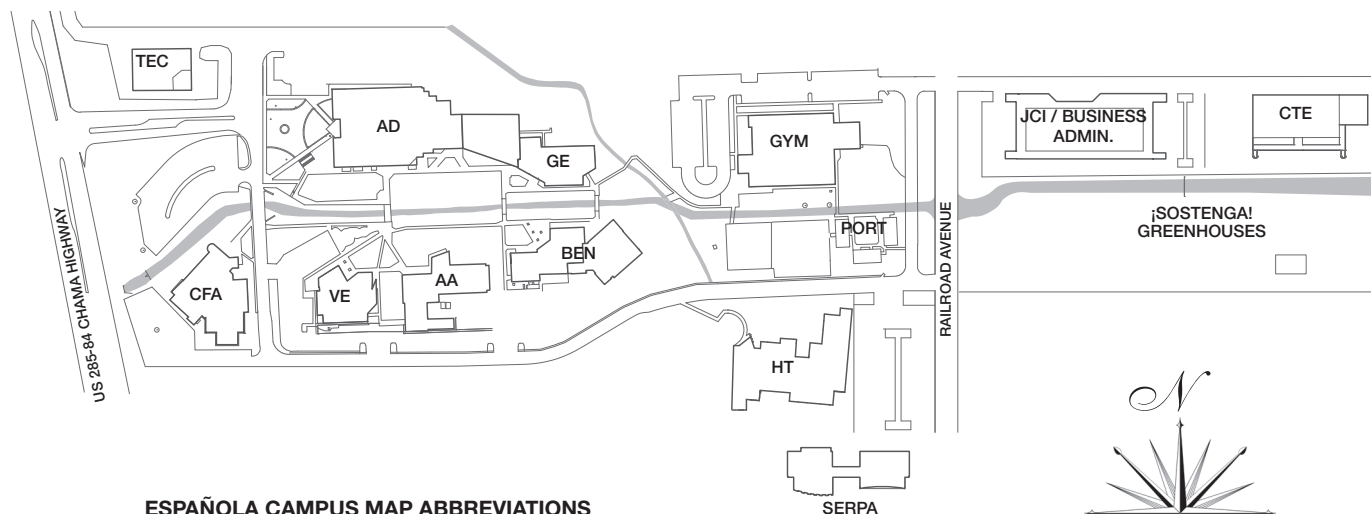 TEC
AD
GE
GYM
JCI / BUSINESS
ADMIN.
CTE
US 285-84 CHAMA HIGHWAY
CFA
VE
AA
BEN
PORT
RAILROAD AVENUE
¡SOSTENGA!
GREENHOUSES
HT
N
SERPA
ESPAÑOLA CAMPUS MAP ABBREVIATIONS